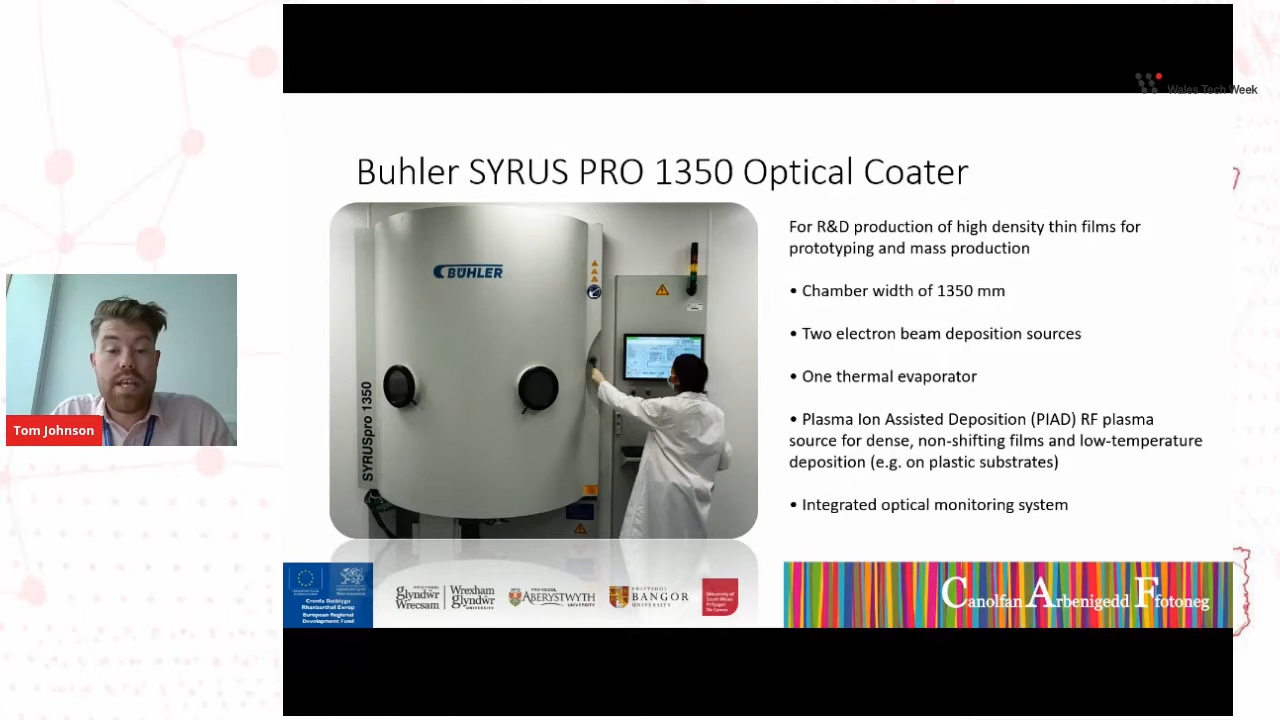 Wales Tech Week
Buhler SYRUS PRO 1350 Optical Coater
BÜHLER
SYRUSpro 1350
For R&D production of high density thin films for
prototyping and mass production
• Chamber width of 1350 mm
• Two electron beam deposition sources
• One thermal evaporator
• Plasma Ion Assisted Deposition (PIAD) RF plasma
source for dense, non-shifting films and low-temperature
deposition (e.g. on plastic substrates)
• Integrated optical monitoring system
Tom Johnson
Cronfa Datblygu
Rhanbarthol Ewrop
European Regional
Development Fund
PRIFYSGOL
glyndŵr
Wrecsam
Wrexham
glyndŵr
UNIVERSITY
PRIFYSGOL
ABERYSTWYTH
UNIVERSITY
PRIFYSGOL
BANGOR
UNIVERSITY
University of
South Wales
Prifysgol
De Cymru
Canolfan Arbenigedd Ffotoneg